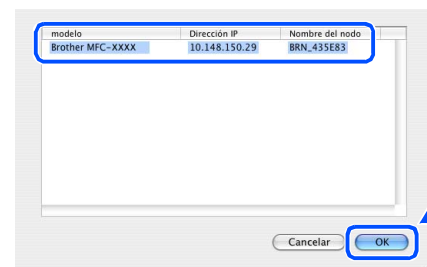 modelo Dirección IP Nombre del nodo
Brother MFC-XXXX 10.148.150.29 BRN_435E83
Cancelar OK